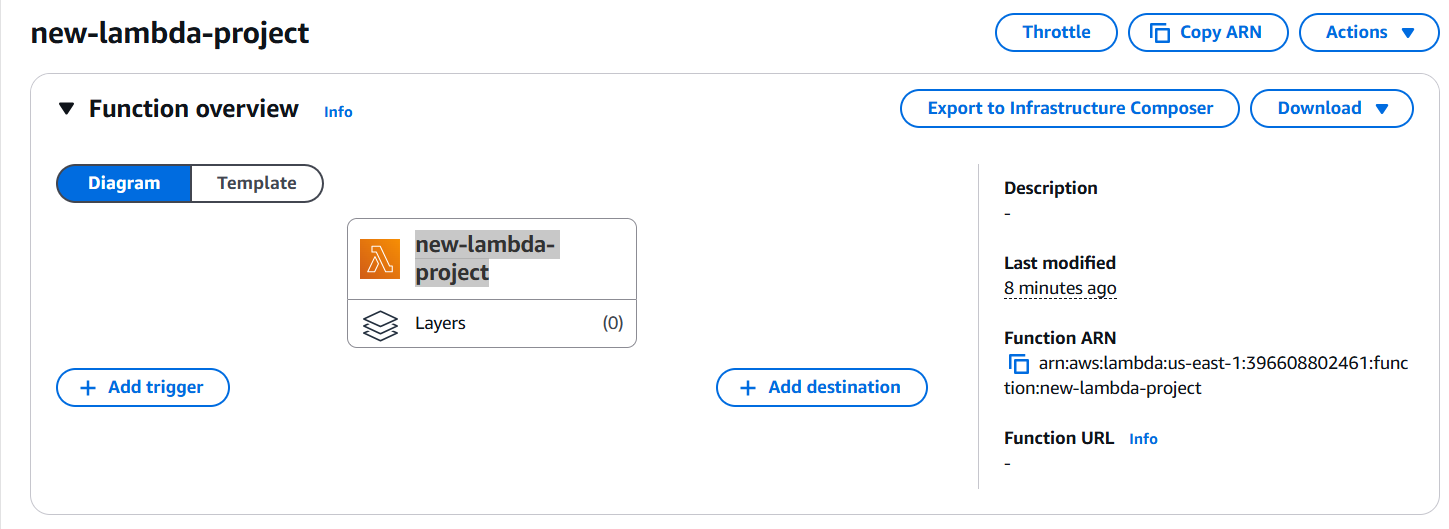 new-lambda-project
Throttle
Copy ARN
Actions
Function overview
Info
Export to Infrastructure Composer
Download
Diagram
Template
new-lambda-
project
Layers
(0)
Add trigger
Add destination
Description
-
Last modified
8 minutes ago
Function ARN
arn:aws:lambda:us-east-1:396608802461:func
tion:new-lambda-project
Function URL
Info
-